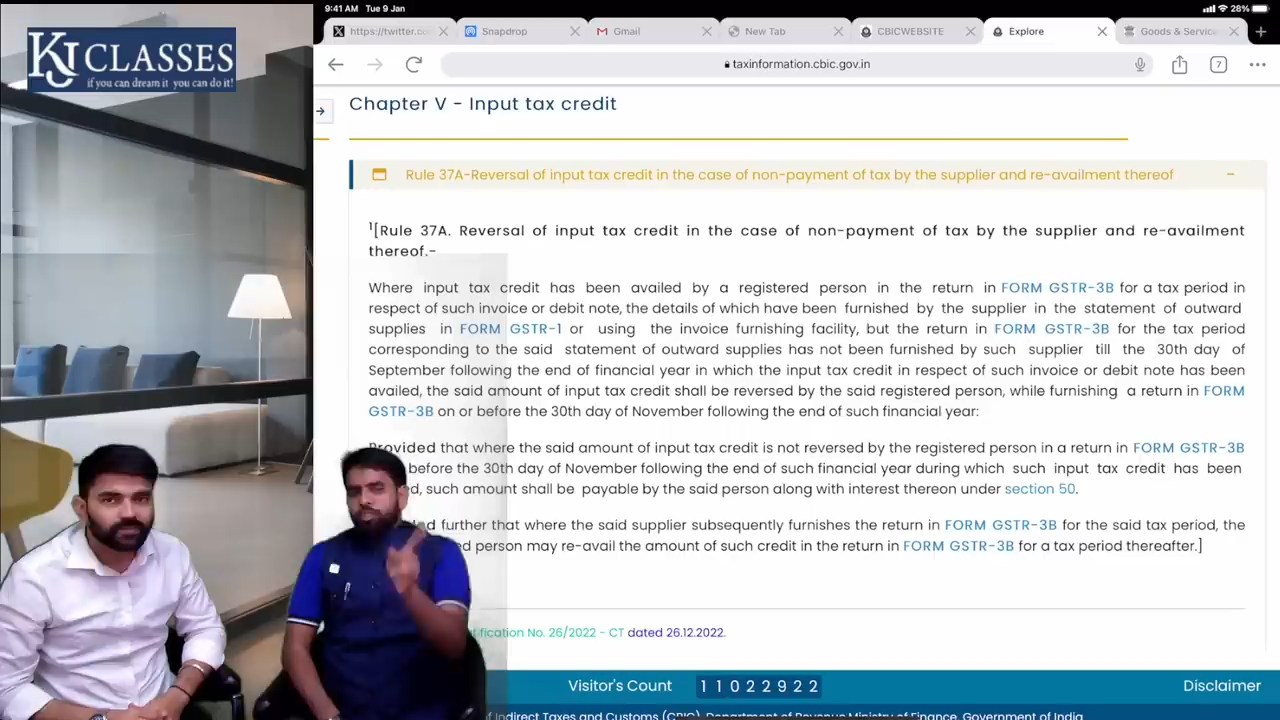 9:41 AM Tue 9 Jan
28%
https://twitter.co
Snapdrop
Gmail
New Tab
CBICWEBSITE
Explore
Goods & Servic
taxinformation.cbic.gov.in
7
KJ CLASSES
if you can dream it you can do it!
Chapter V - Input tax credit
Rule 37A-Reversal of input tax credit in the case of non-payment of tax by the supplier and re-availment thereof
1[Rule 37A. Reversal of input tax credit in the case of non-payment of tax by the supplier and re-availment
thereof.-
Where input tax credit has been availed by a registered person in the return in FORM GSTR-3B for a tax period in
respect of such invoice or debit note, the details of which have been furnished by the supplier in the statement of outward
supplies in FORM GSTR-1 or using the invoice furnishing facility, but the return in FORM GSTR-3B for the tax period
corresponding to the said statement of outward supplies has not been furnished by such supplier till the 30th day of
September following the end of financial year in which the input tax credit in respect of such invoice or debit note has been
availed, the said amount of input tax credit shall be reversed by the said registered person, while furnishing a return in FORM
GSTR-3B on or before the 30th day of November following the end of such financial year:
Provided that where the said amount of input tax credit is not reversed by the registered person in a return in FORM GSTR-3B
before the 30th day of November following the end of such financial year during which such input tax credit has been
such amount shall be payable by the said person along with interest thereon under section 50.
further that where the said supplier subsequently furnishes the return in FORM GSTR-3B for the said tax period, the
person may re-avail the amount of such credit in the return in FORM GSTR-3B for a tax period thereafter.]
No. 26/2022 - CT dated 26.12.2022.
Visitor's Count 11022922 Disclaimer
of Indirect Taxes and Customs (CBIC), Department of Revenue Ministry of Finance, Government of India